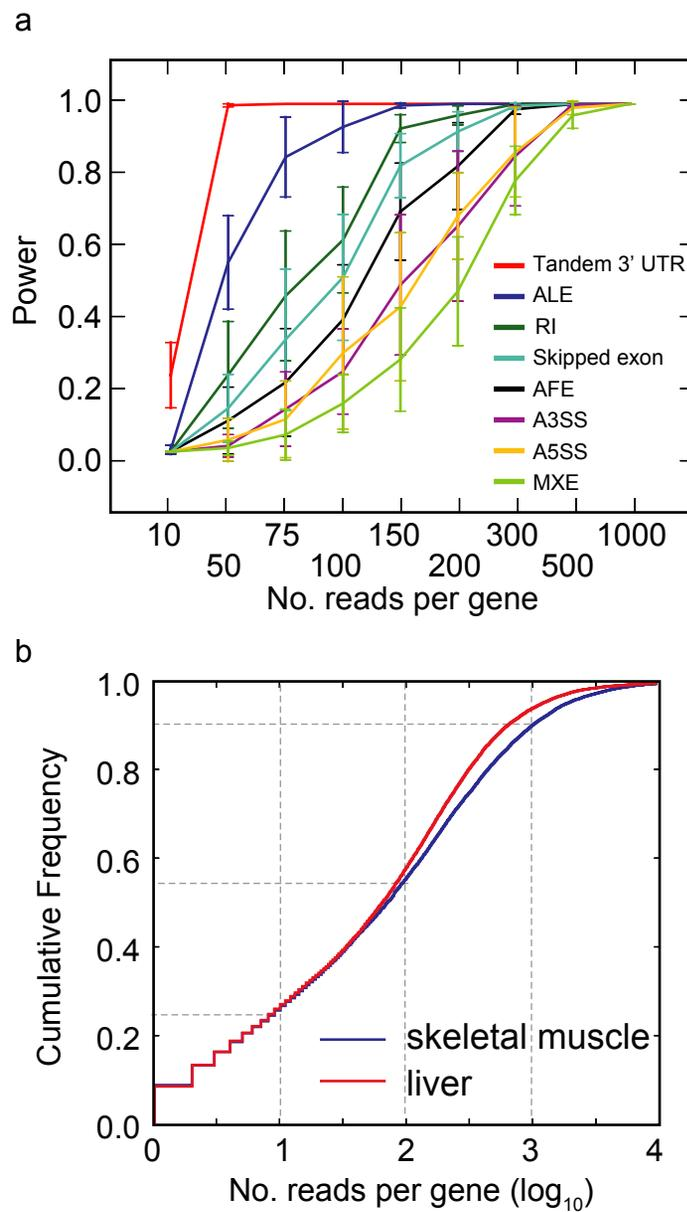 a
1.0
0.8
0.6
0.4
0.2
0.0
Power
Tandem 3' UTR
ALE
RI
Skipped exon
AFE
A3SS
A5SS
MXE
10 75 150 300 1000
50 100 200 500
No. reads per gene
b
1.0
0.8
0.6
0.4
0.2
0.0
Cumulative Frequency
skeletal muscle
liver
0 1 2 3 4
No. reads per gene (log10)